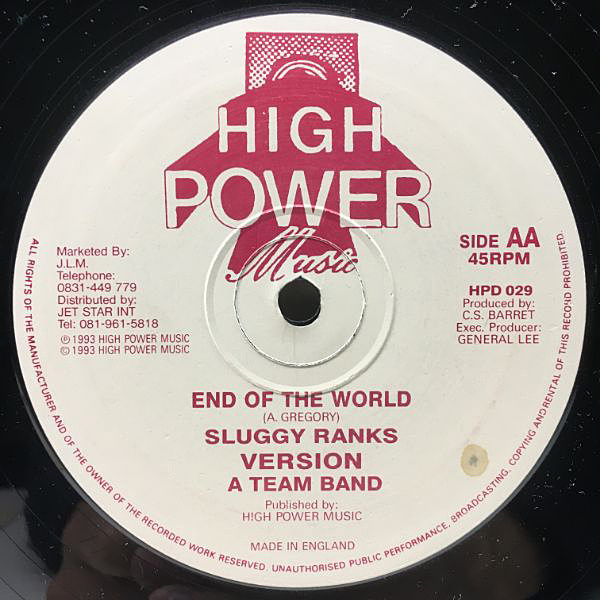 HIGH
POWER
Music
SIDE AA
45RPM
HPD 029
Produced by:
C.S. BARRET
Exec. Producer:
GENERAL LEE
Marketed By:
J.L.M.
Telephone:
0831-449 779
Distributed by:
JET STAR INT
Tel: 081-961-5818
℗ 1993 HIGH POWER MUSIC
© 1993 HIGH POWER MUSIC
END OF THE WORLD
(A. GREGORY)
SLUGGY RANKS
VERSION
A TEAM BAND
Published by:
HIGH POWER MUSIC
MADE IN ENGLAND
ALL RIGHTS OF THE MANUFACTURER AND OF THE OWNER OF THE RECORDED WORK RESERVED. UNAUTHORISED PUBLIC PERFORMANCE, BROADCASTING, COPYING AND RENTAL OF THIS RECORD PROHIBITED.